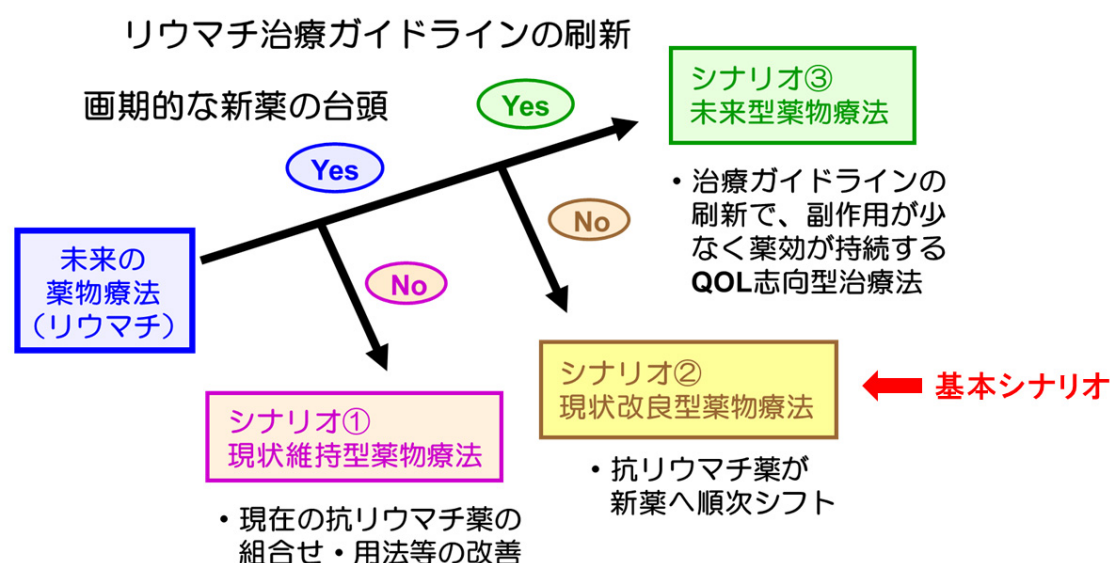 リウマチ治療ガイドラインの刷新
画期的な新薬の台頭
Yes
Yes
シナリオ③
未来型薬物療法
・治療ガイドラインの
刷新で、副作用が少
なく薬効が持続する
QOL志向型治療法
No
No
未来の
薬物療法
（リウマチ）
シナリオ②
現状改良型薬物療法
基本シナリオ
・抗リウマチ薬が
新薬へ順次シフト
シナリオ①
現状維持型薬物療法
・現在の抗リウマチ薬の
組合せ・用法等の改善